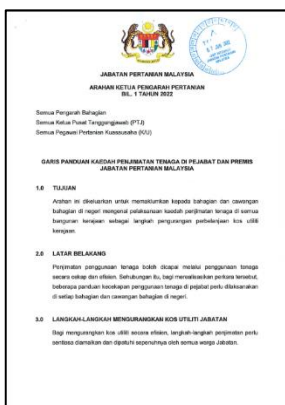 JABATAN PERTANIAN MALAYSIA
ARAHAN KETUA PENGARAH PERTANIAN
BIL. 1 TAHUN 2022
Semua Pengarah Bahagian
Semua Ketua Pusat Tanggungjawab (PTJ)
Semua Pegawai Pertanian Kuasausaha (K/U)
GARIS PANDUAN KAEDAH PENJIMATAN TENAGA DI PEJABAT DAN PREMIS
JABATAN PERTANIAN MALAYSIA
1.0 TUJUAN
Arahan ini dikeluarkan untuk memaklumkan kepada bahagian dan cawangan
bahagian di negeri mengenai pelaksanaan kaedah penjimatan tenaga di semua
bangunan kerajaan sebagai langkah pengurangan perbelanjaan kos utiliti
kerajaan.
2.0 LATAR BELAKANG
Penjimatan penggunaan tenaga boleh dicapai melalui penggunaan tenaga
secara cekap dan efisien. Sehubungan itu, bagi merealisasikan perkara tersebut,
beberapa panduan kecekapan penggunaan tenaga di pejabat perlu dilaksanakan
di setiap bahagian dan cawangan bahagian di negeri.
3.0 LANGKAH-LANGKAH MENGURANGKAN KOS UTILITI JABATAN
Bagi mengurangkan kos utiliti secara efisien, langkah-langkah penjimatan perlu
sentiasa diamalkan dan dipatuhi sepenuhnya oleh semua warga Jabatan.